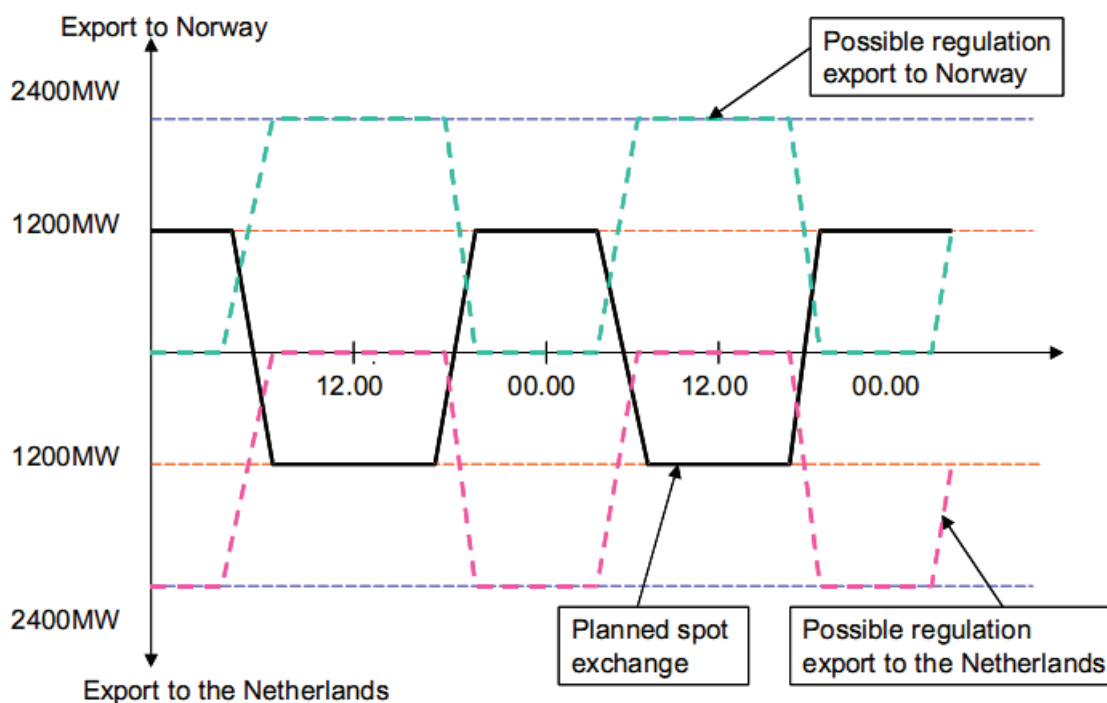 Export to Norway
Possible regulation
export to Norway
2400MW
1200MW
12.00
00.00
12.00
00.00
1200MW
2400MW
Planned spot
exchange
Possible regulation
export to the Netherlands
Export to the Netherlands